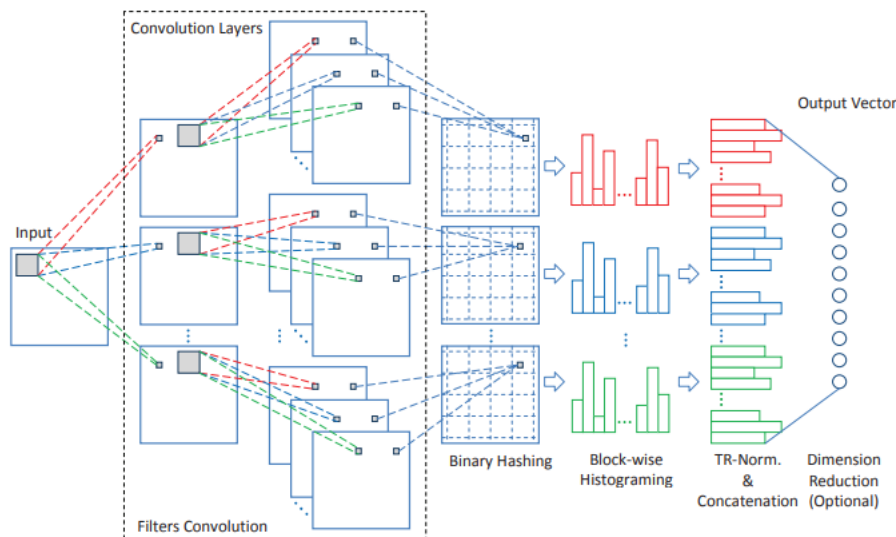 Convolution Layers
Input
Output Vector
Binary Hashing
Block-wise
Histograming
TR-Norm.
&
Concatenation
Dimension
Reduction
(Optional)
Filters Convolution